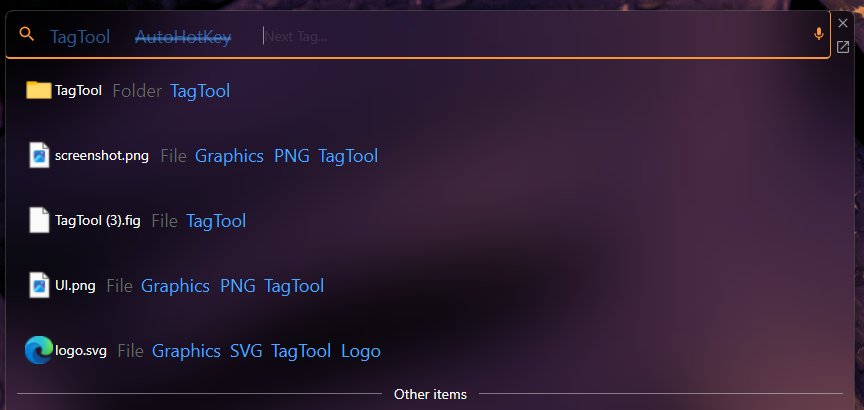 TagTool AutoHotKey Next Tag...
TagTool Folder TagTool
screenshot.png File Graphics PNG TagTool
TagTool (3).fig File TagTool
UI.png File Graphics PNG TagTool
logo.svg File Graphics SVG TagTool Logo
Other items